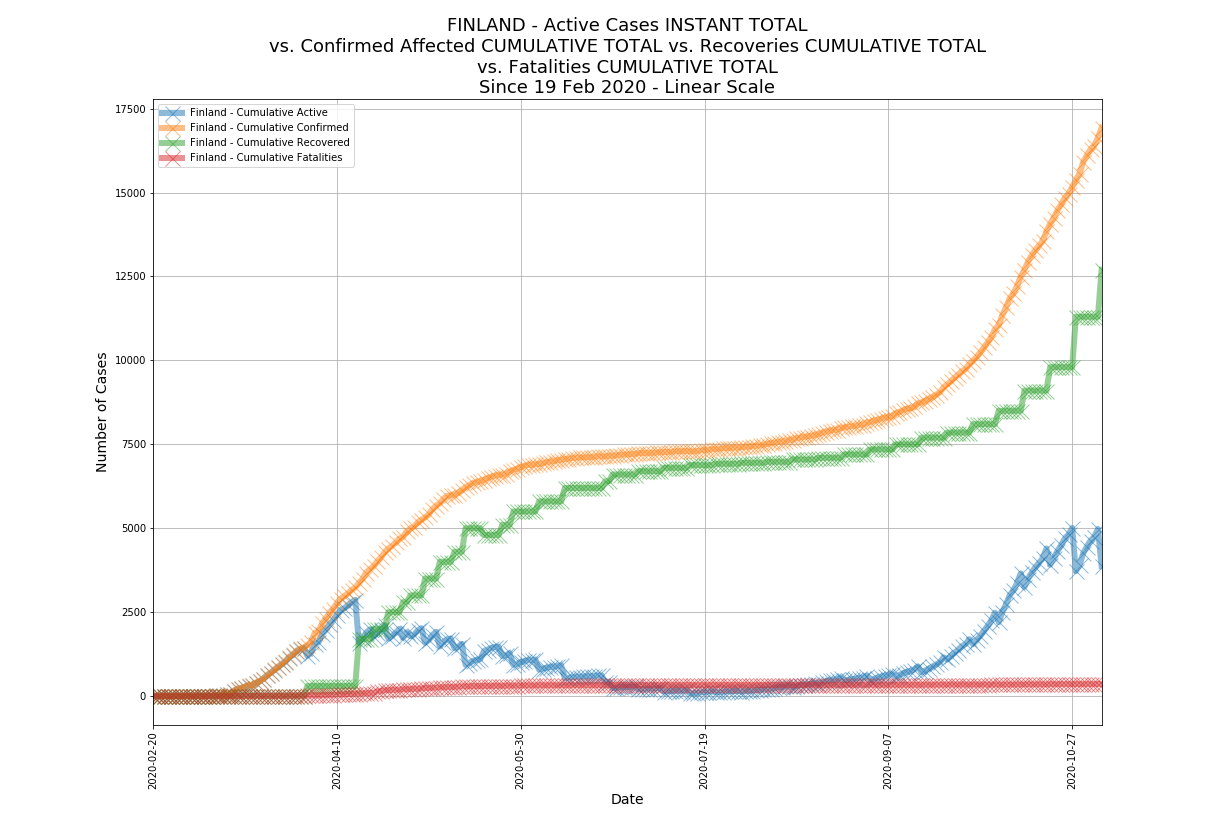 FINLAND - Active Cases INSTANT TOTAL
vs. Confirmed Affected CUMULATIVE TOTAL vs. Recoveries CUMULATIVE TOTAL
vs. Fatalities CUMULATIVE TOTAL
Since 19 Feb 2020 - Linear Scale
Finland - Cumulative Active
Finland - Cumulative Confirmed
Finland - Cumulative Recovered
Finland - Cumulative Fatalities
Number of Cases
17500
15000
12500
10000
7500
5000
2500
0
2020-02-20
2020-04-10
2020-05-30
2020-07-19
2020-09-07
2020-10-27
Date